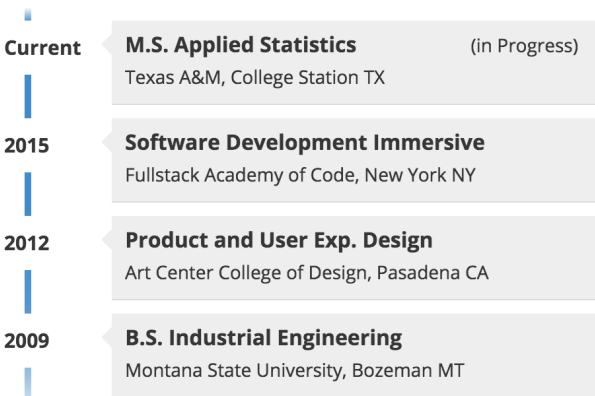 Current
M.S. Applied Statistics (in Progress)
Texas A&M, College Station TX
2015
Software Development Immersive
Fullstack Academy of Code, New York NY
2012
Product and User Exp. Design
Art Center College of Design, Pasadena CA
2009
B.S. Industrial Engineering
Montana State University, Bozeman MT